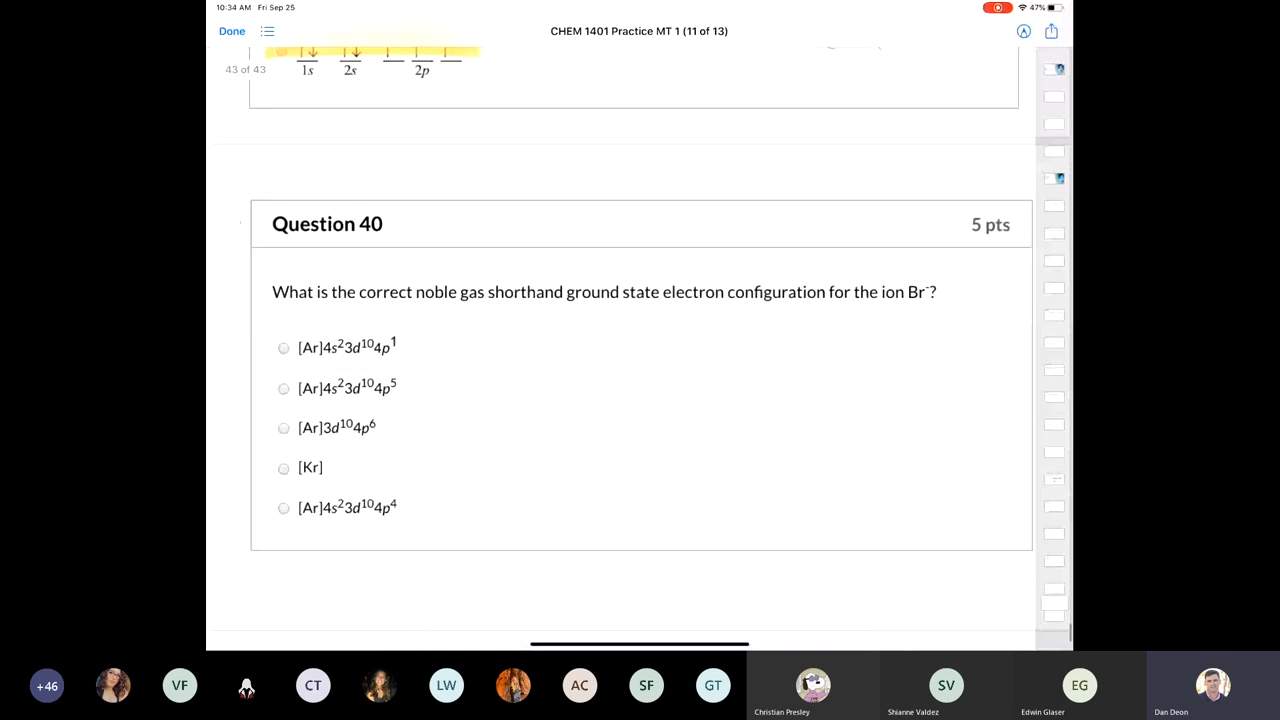 10:34 AM Fri Sep 25
47%
Done
CHEM 1401 Practice MT 1 (11 of 13)
43 of 43
1s 2s 2p
Question 40
5 pts
What is the correct noble gas shorthand ground state electron configuration for the ion Br⁻?
[Ar]4s²3d¹⁰4p¹
[Ar]4s²3d¹⁰4p⁵
[Ar]3d¹⁰4p⁶
[Kr]
[Ar]4s²3d¹⁰4p⁴
+46 VF CT LW AC SF GT SV EG
Christian Presley Shianne Valdez Edwin Glaser Dan Deon